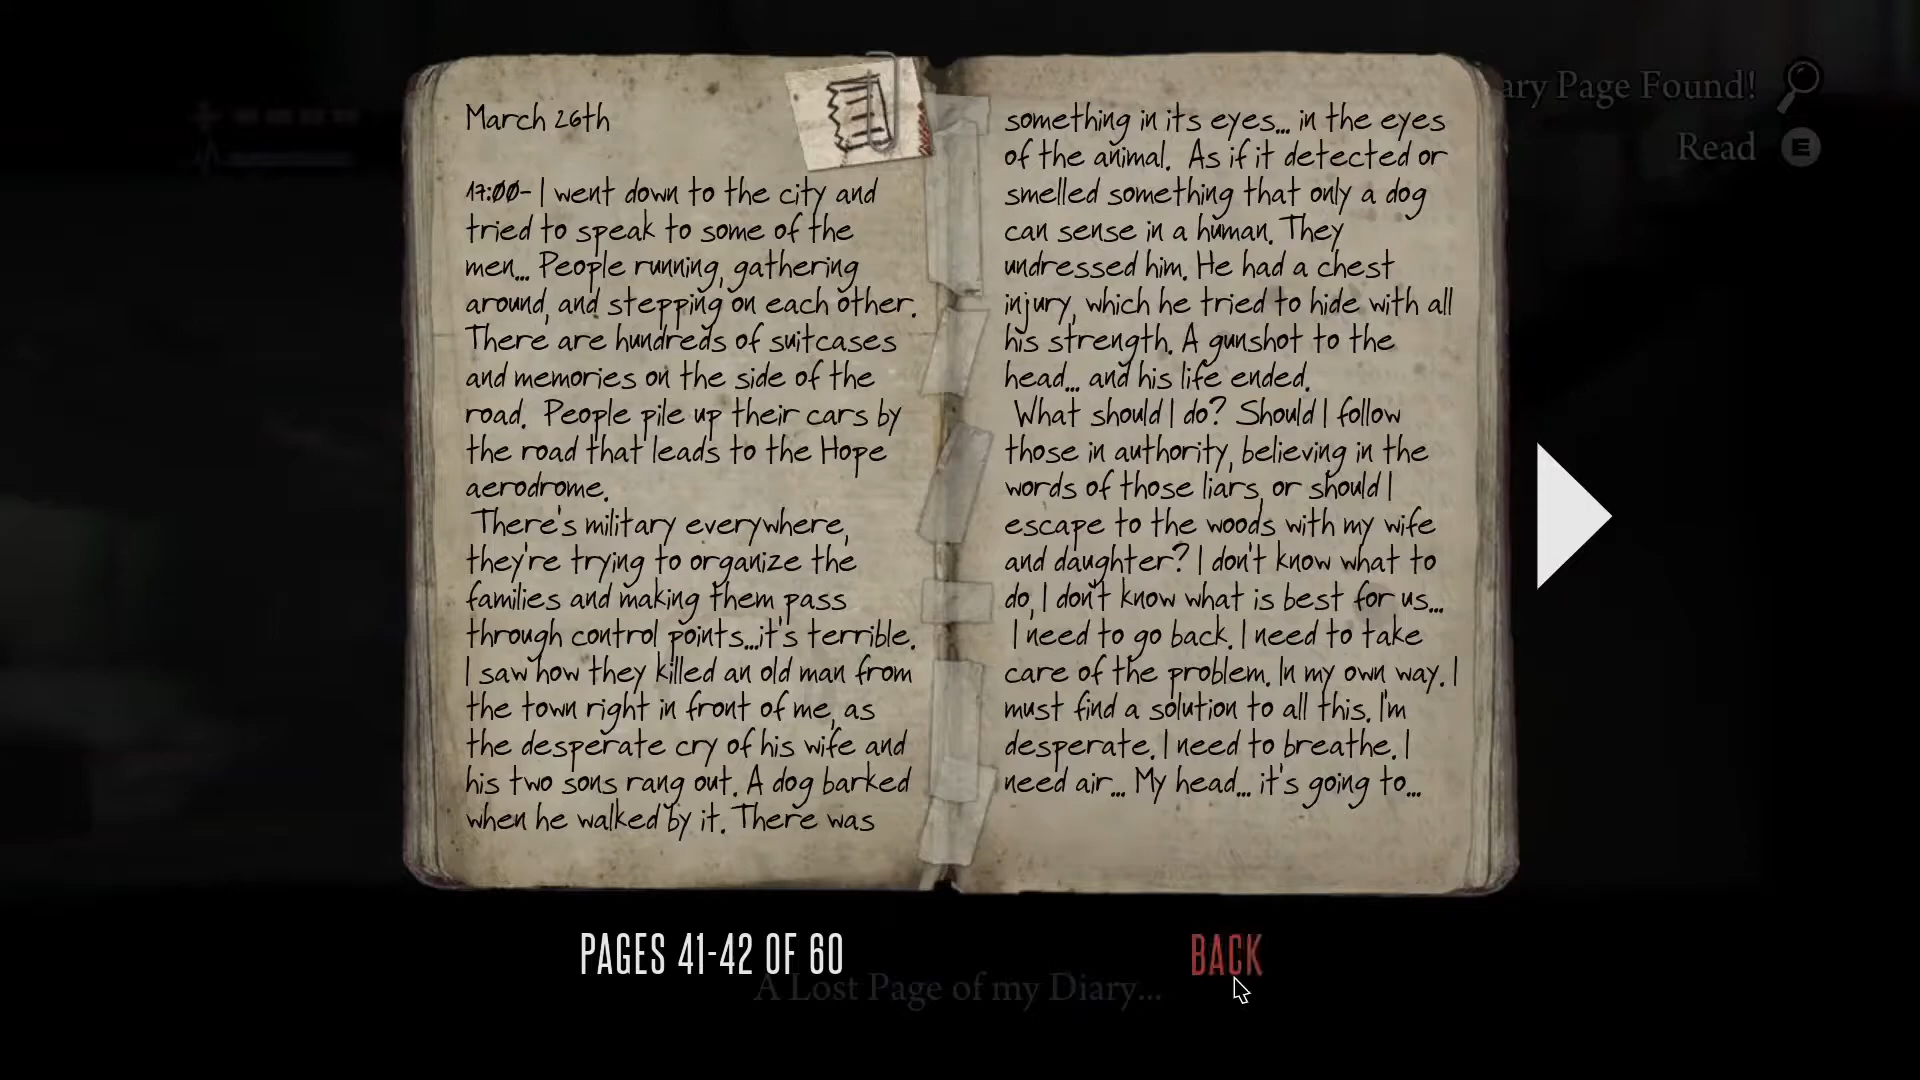 March 26th
17:00- I went down to the city and
tried to speak to some of the
men... People running, gathering
around, and stepping on each other.
There are hundreds of suitcases
and memories on the side of the
road. People pile up their cars by
the road that leads to the Hope
aerodrome.
There's military everywhere,
they're trying to organize the
families and making them pass
through control points...it's terrible.
I saw how they killed an old man from
the town right in front of me, as
the desperate cry of his wife and
his two sons rang out. A dog barked
when he walked by it. There was
something in its eyes... in the eyes
of the animal. As if it detected or
smelled something that only a dog
can sense in a human. They
undressed him. He had a chest
injury, which he tried to hide with all
his strength. A gunshot to the
head... and his life ended.
What should I do? Should I follow
those in authority, believing in the
words of those liars, or should I
escape to the woods with my wife
and daughter? I don't know what to
do, I don't know what is best for us...
I need to go back. I need to take
care of the problem. In my own way. I
must find a solution to all this. I'm
desperate. I need to breathe. I
need air... My head... it's going to...
ary Page Found!
Read E
PAGES 41-42 OF 60
BACK
A Lost Page of my Diary...